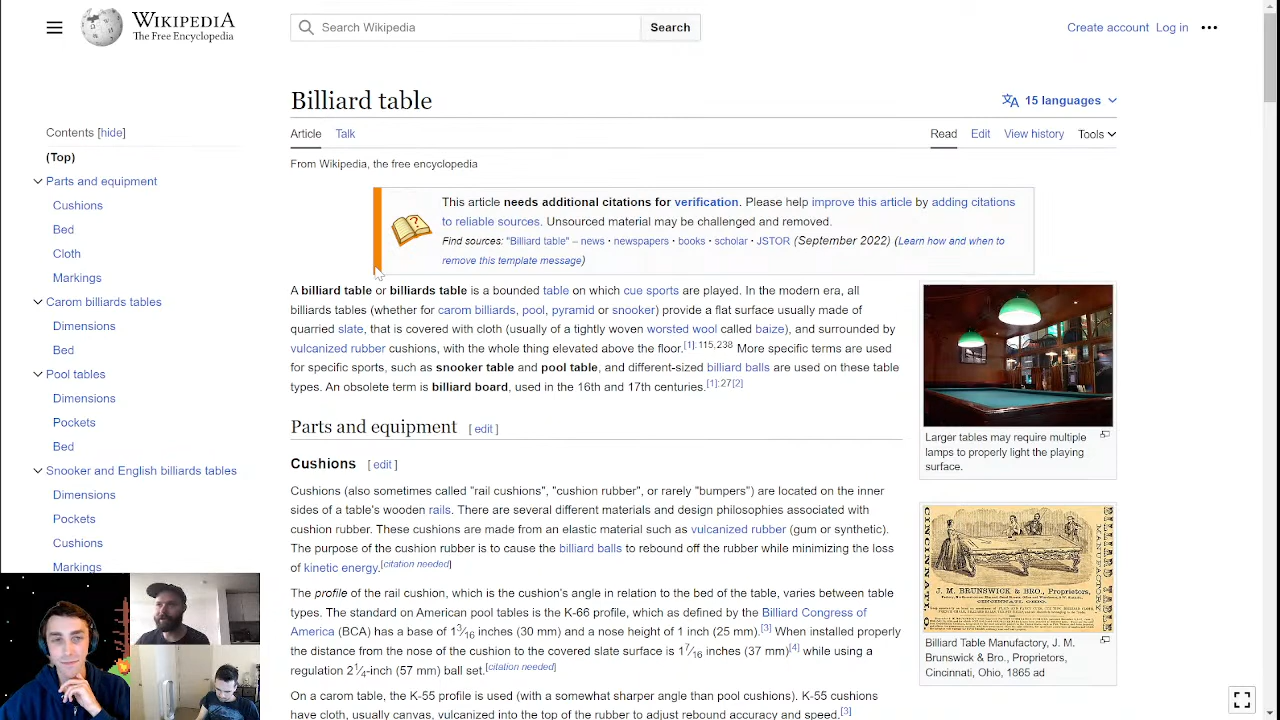 WIKIPEDIA
The Free Encyclopedia
Search Wikipedia
Search
Create account Log in
Billiard table
15 languages
Article Talk
Read Edit View history Tools
From Wikipedia, the free encyclopedia
Contents [hide]
(Top)
Parts and equipment
Cushions
Bed
Cloth
Markings
Carom billiards tables
Dimensions
Bed
Pool tables
Dimensions
Pockets
Bed
Snooker and English billiards tables
Dimensions
Pockets
Cushions
Markings
This article needs additional citations for verification. Please help improve this article by adding citations
to reliable sources. Unsourced material may be challenged and removed.
Find sources: "Billiard table" – news · newspapers · books · scholar · JSTOR (September 2022) (Learn how and when to
remove this template message)
A billiard table or billiards table is a bounded table on which cue sports are played. In the modern era, all
billiards tables (whether for carom billiards, pool, pyramid or snooker) provide a flat surface usually made of
quarried slate, that is covered with cloth (usually of a tightly woven worsted wool called baize), and surrounded by
vulcanized rubber cushions, with the whole thing elevated above the floor.[1]:115,238 More specific terms are used
for specific sports, such as snooker table and pool table, and different-sized billiard balls are used on these table
types. An obsolete term is billiard board, used in the 16th and 17th centuries.[1]:27[2]
Parts and equipment [ edit ]
Cushions [ edit ]
Cushions (also sometimes called "rail cushions", "cushion rubber", or rarely "bumpers") are located on the inner
sides of a table's wooden rails. There are several different materials and design philosophies associated with
cushion rubber. These cushions are made from an elastic material such as vulcanized rubber (gum or synthetic).
The purpose of the cushion rubber is to cause the billiard balls to rebound off the rubber while minimizing the loss
of kinetic energy.[citation needed]
The profile of the rail cushion, which is the cushion's angle in relation to the bed of the table, varies between table
types. Standard on American pool tables is the K-66 profile, which as defined by the Billiard Congress of
America (BCA) has a base of 1 3⁄16 inches (30 mm) and a nose height of 1 inch (25 mm).[3] When installed properly
the distance from the nose of the cushion to the covered slate surface is 1 7⁄16 inches (37 mm)[4] while using a
regulation 2 1⁄4-inch (57 mm) ball set.[citation needed]
On a carom table, the K-55 profile is used (with a somewhat sharper angle than pool cushions). K-55 cushions
have cloth, usually canvas, vulcanized into the top of the rubber to adjust rebound accuracy and speed.[3]
Larger tables may require multiple
lamps to properly light the playing
surface.
J. M. BRUNSWICK & BRO., Proprietors,
CINCINNATI, OHIO.
Billiard Table Manufactory, J. M.
Brunswick & Bro., Proprietors,
Cincinnati, Ohio, 1865 ad